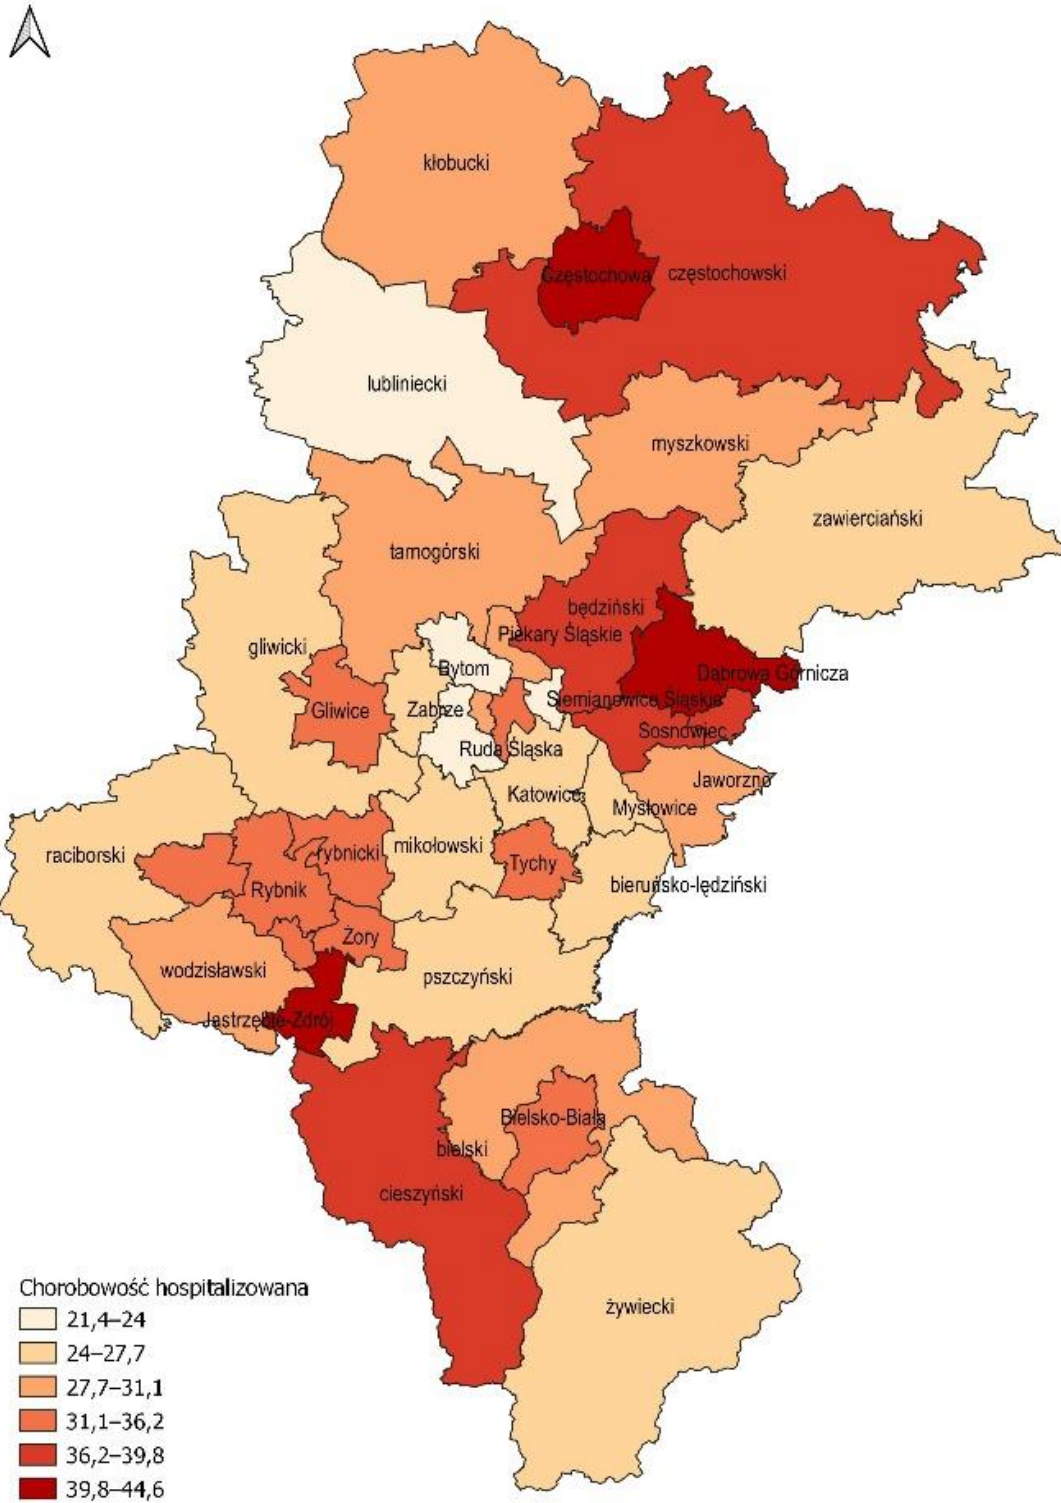 kłobucki
Częstochowa
częstochowski
lubliniecki
myszkowski
zawierciański
tarnogórski
będziński
Piekary Śląskie
gliwicki
Bytom
Dąbrowa Górnicza
Siemianowice Śląskie
Gliwice
Zabrze
Sosnowiec
Ruda Śląska
Jaworzno
Katowice
Mysłowice
mikołowski
rybnicki
raciborski
Tychy
bieruńsko-lędziński
Rybnik
Żory
wodzisławski
pszczyński
Jastrzębie-Zdrój
Bielsko-Biała
bielski
cieszyński
żywiecki
Chorobowość hospitalizowana
21,4–24
24–27,7
27,7–31,1
31,1–36,2
36,2–39,8
39,8–44,6